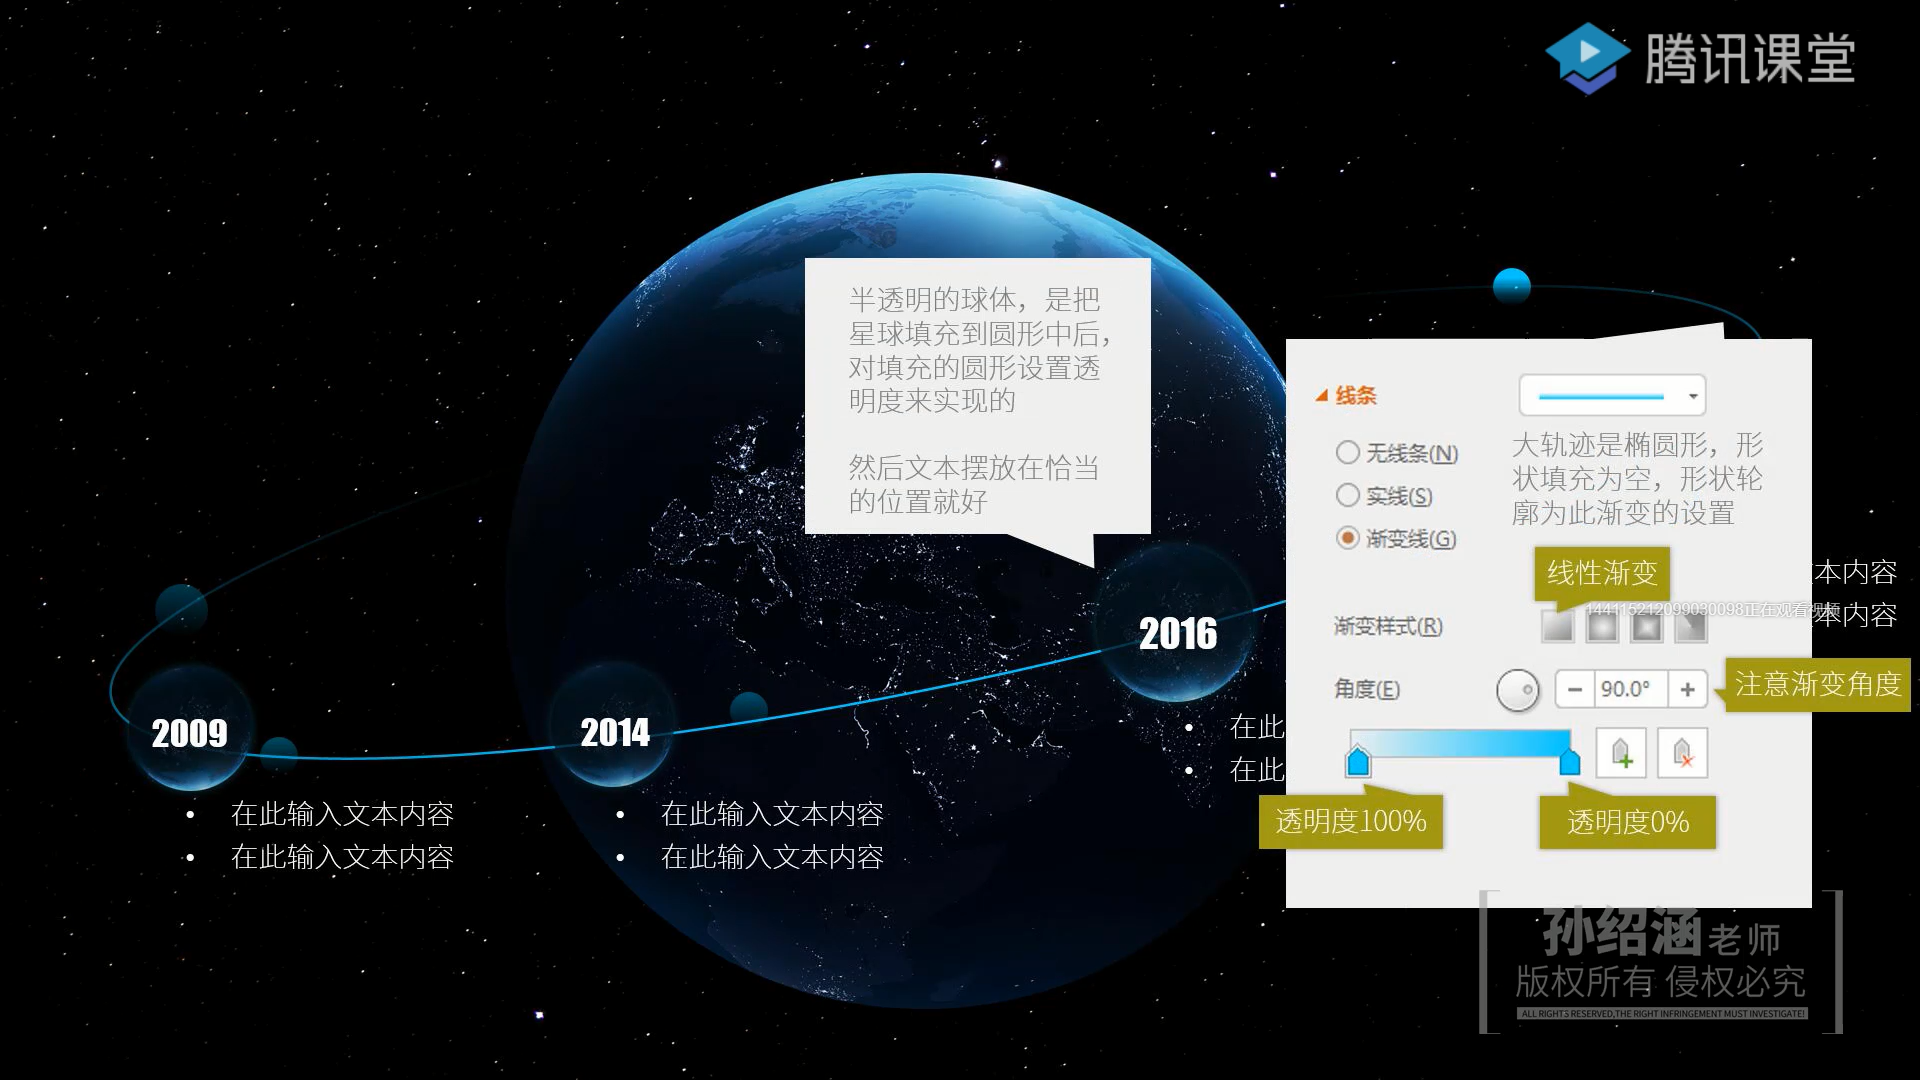 腾讯课堂
半透明的球体，是把
星球填充到圆形中后，
对填充的圆形设置透
明度来实现的
然后文本摆放在恰当
的位置就好
线条
无线条(N)
实线(S)
渐变线(G)
大轨迹是椭圆形，形
状填充为空，形状轮
廓为此渐变的设置
线性渐变
本内容
144115212099030098正在观看视频
本内容
渐变样式(R)
角度(E)
90.0°
注意渐变角度
透明度100%
透明度0%
2016
在此
在此
2009
在此输入文本内容
在此输入文本内容
2014
在此输入文本内容
在此输入文本内容
孙绍涵老师
版权所有 侵权必究
ALL RIGHTS RESERVED,THE RIGHT INFRINGEMENT MUST INVESTIGATE!